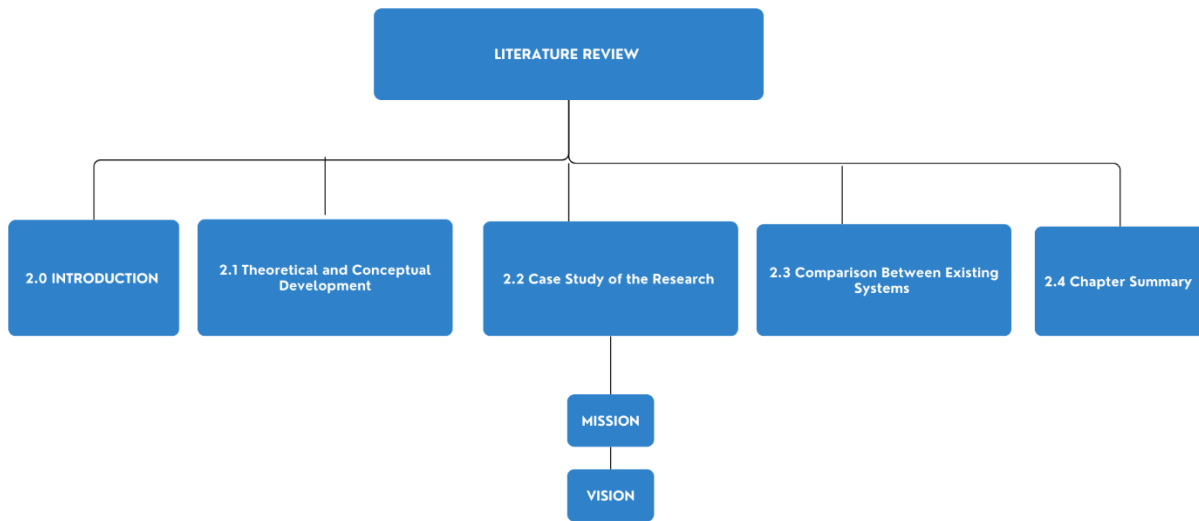 LITERATURE REVIEW
2.0 INTRODUCTION
2.1 Theoretical and Conceptual
Development
2.2 Case Study of the Research
2.3 Comparison Between Existing
Systems
2.4 Chapter Summary
MISSION
VISION